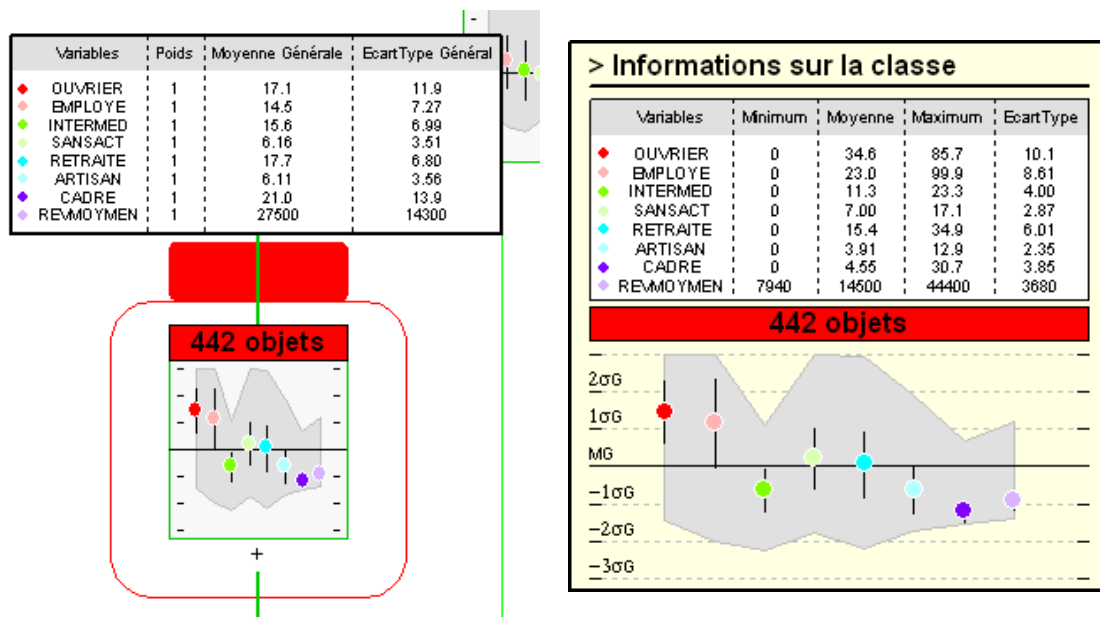 Variables Poids Moyenne Générale EcartType Général
OUVRIER 1 17.1 11.9
EMPLOYE 1 14.5 7.27
INTERMED 1 15.6 6.99
SANSACT 1 6.16 3.51
RETRAITE 1 17.7 6.80
ARTISAN 1 6.11 3.56
CADRE 1 21.0 13.9
REVMOYMEN 1 27500 14300
442 objets
> Informations sur la classe
Variables Minimum Moyenne Maximum EcartType
OUVRIER 0 34.6 85.7 10.1
EMPLOYE 0 23.0 99.9 8.61
INTERMED 0 11.3 23.3 4.00
SANSACT 0 7.00 17.1 2.87
RETRAITE 0 15.4 34.9 6.01
ARTISAN 0 3.91 12.9 2.35
CADRE 0 4.55 30.7 3.85
REVMOYMEN 7940 14500 44400 3680
442 objets
2σG
1σG
MG
-1σG
-2σG
-3σG